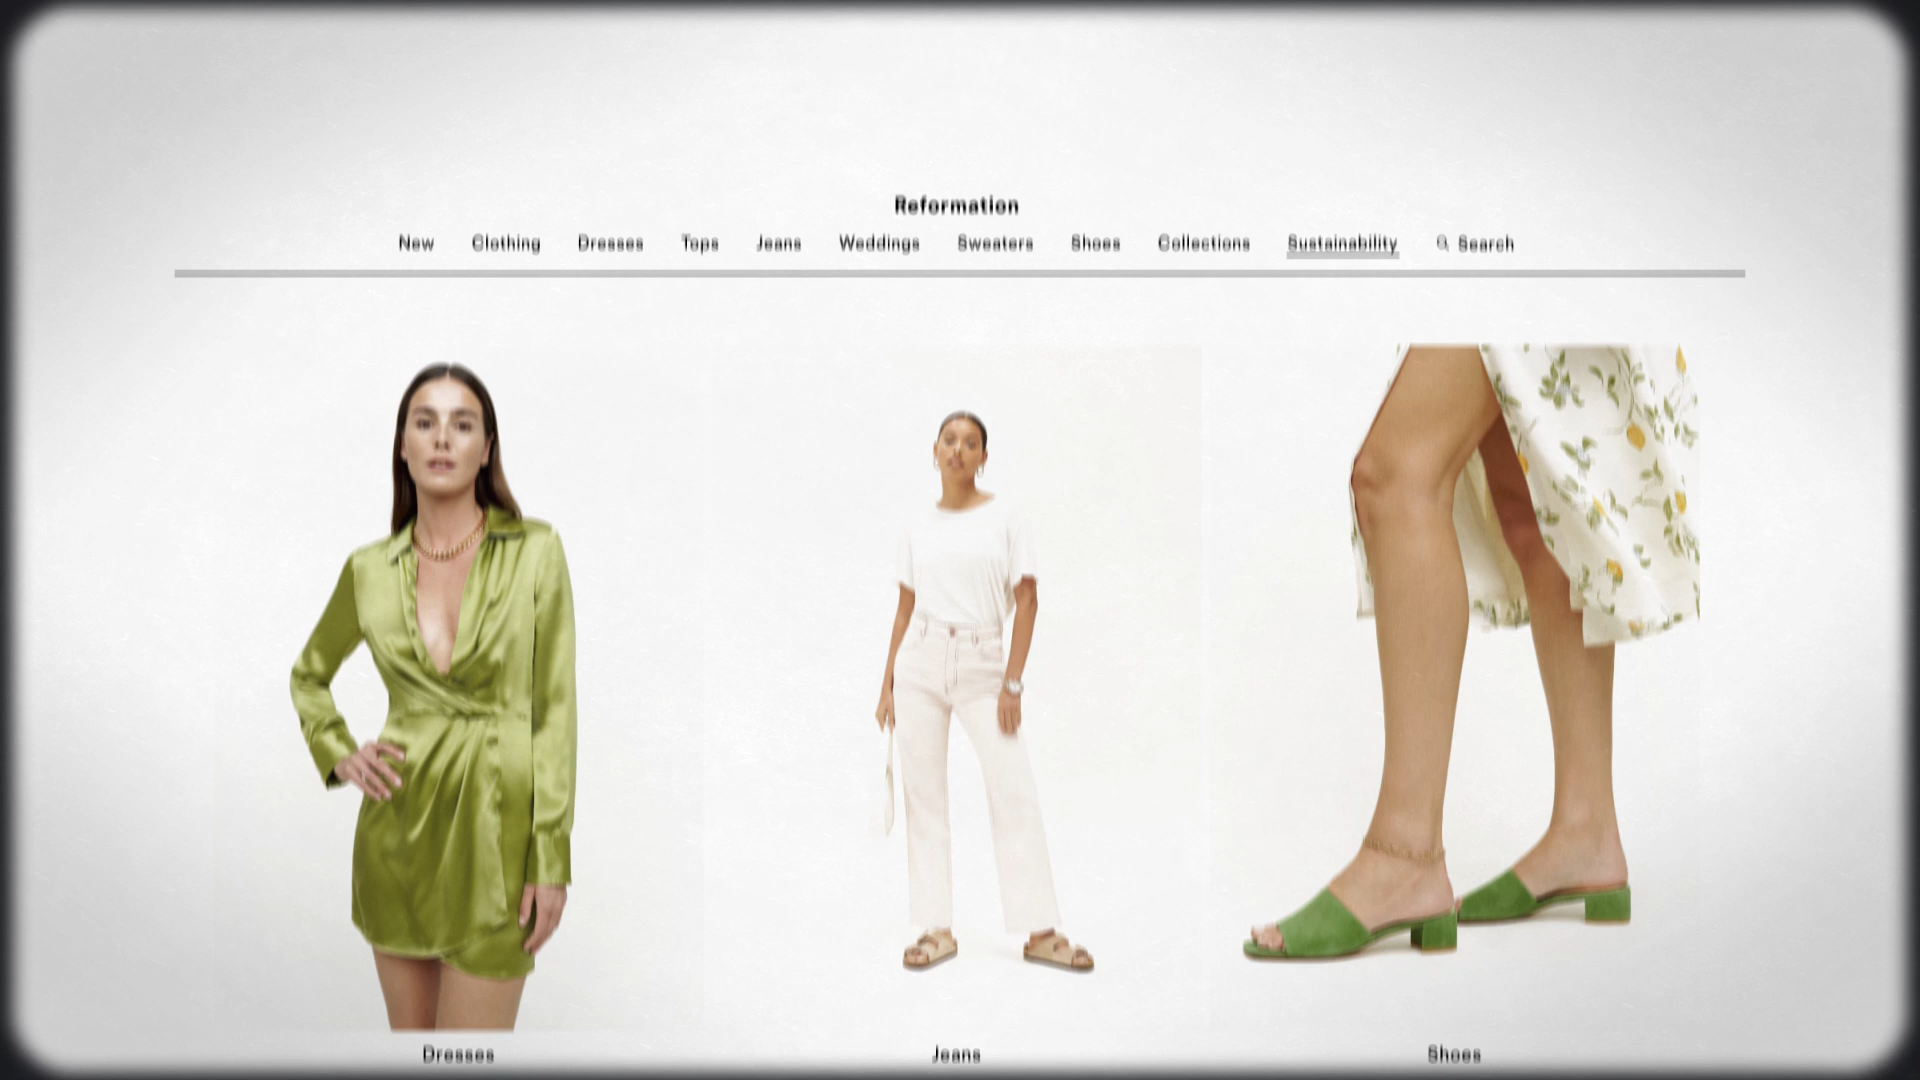 Reformation
New Clothing Dresses Tops Jeans Weddings Sweaters Shoes Collections Sustainability Search
Dresses Jeans Shoes